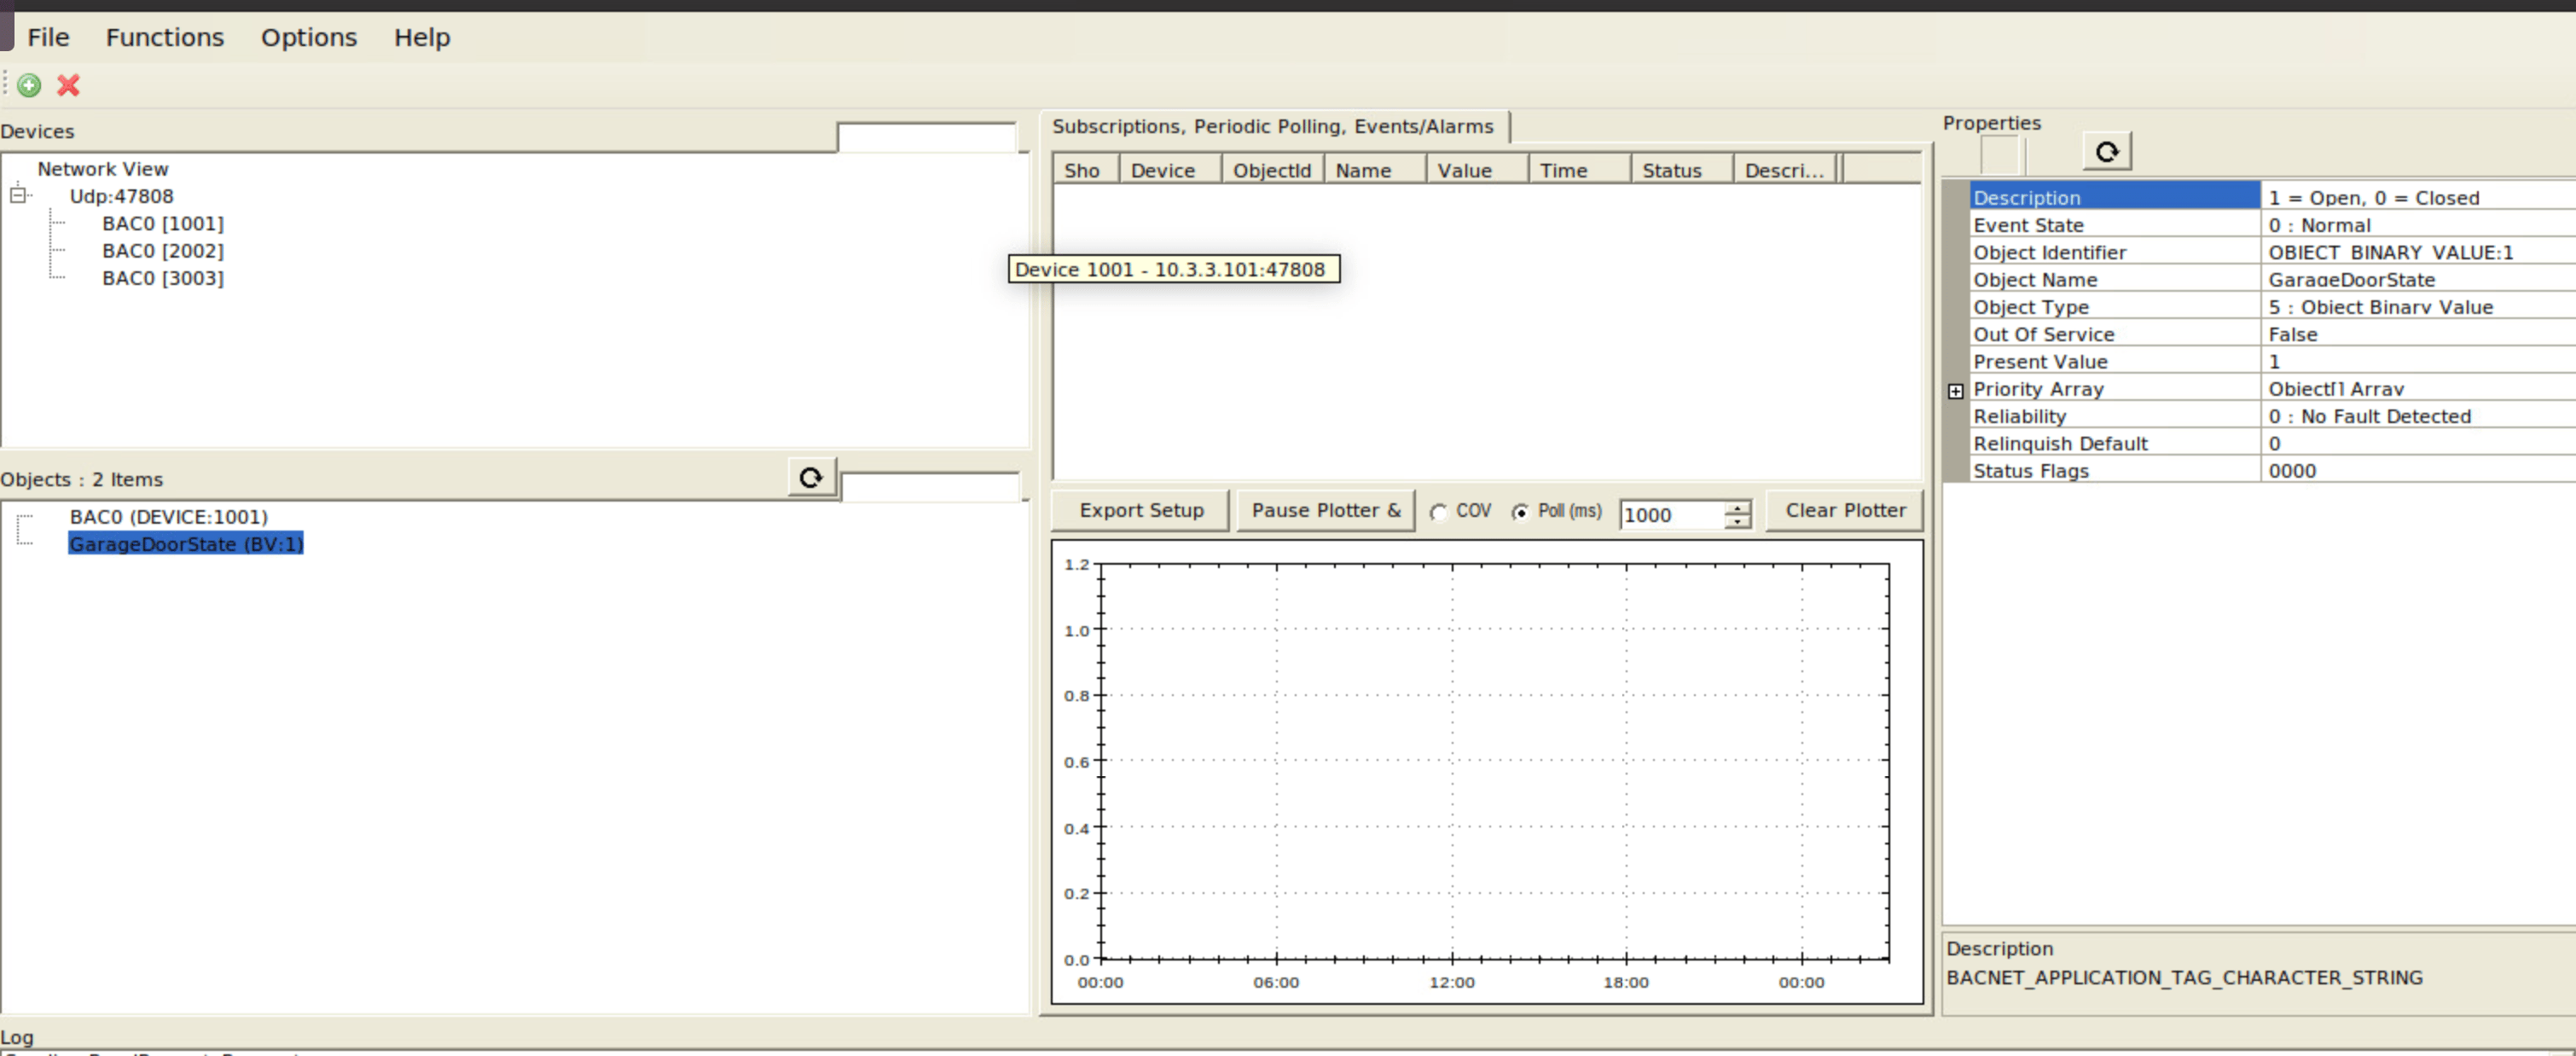 File Functions Options Help
Devices
Network View
Udp:47808
BAC0 [1001]
BAC0 [2002]
BAC0 [3003]
Objects : 2 Items
BAC0 (DEVICE:1001)
GarageDoorState (BV:1)
Subscriptions, Periodic Polling, Events/Alarms
Sho Device ObjectId Name Value Time Status Descri...
Device 1001 - 10.3.3.101:47808
Export Setup Pause Plotter & COV Poll (ms) 1000 Clear Plotter
1.2
1.0
0.8
0.6
0.4
0.2
0.0
00:00 06:00 12:00 18:00 00:00
Properties
Description 1 = Open, 0 = Closed
Event State 0 : Normal
Object Identifier OBJECT_BINARY_VALUE:1
Object Name GarageDoorState
Object Type 5 : Object Binary Value
Out Of Service False
Present Value 1
Priority Array Object[] Array
Reliability 0 : No Fault Detected
Relinquish Default 0
Status Flags 0000
Description
BACNET_APPLICATION_TAG_CHARACTER_STRING
Log